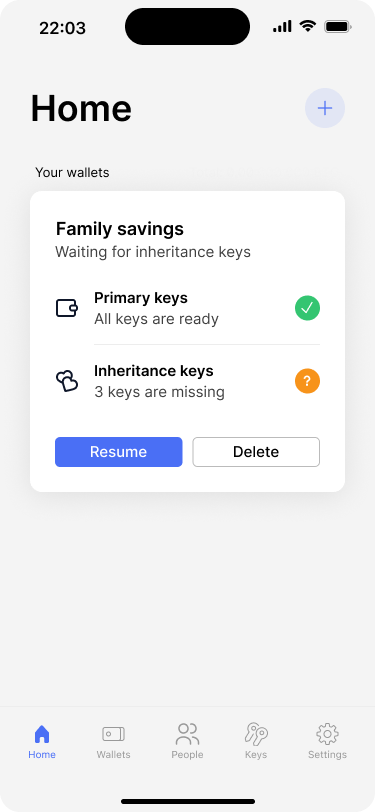 22:03
Home
Your wallets
Family savings
Waiting for inheritance keys
Primary keys
All keys are ready
Inheritance keys
?
3 keys are missing
Resume
Delete
Home
Wallets
People
Keys
Settings